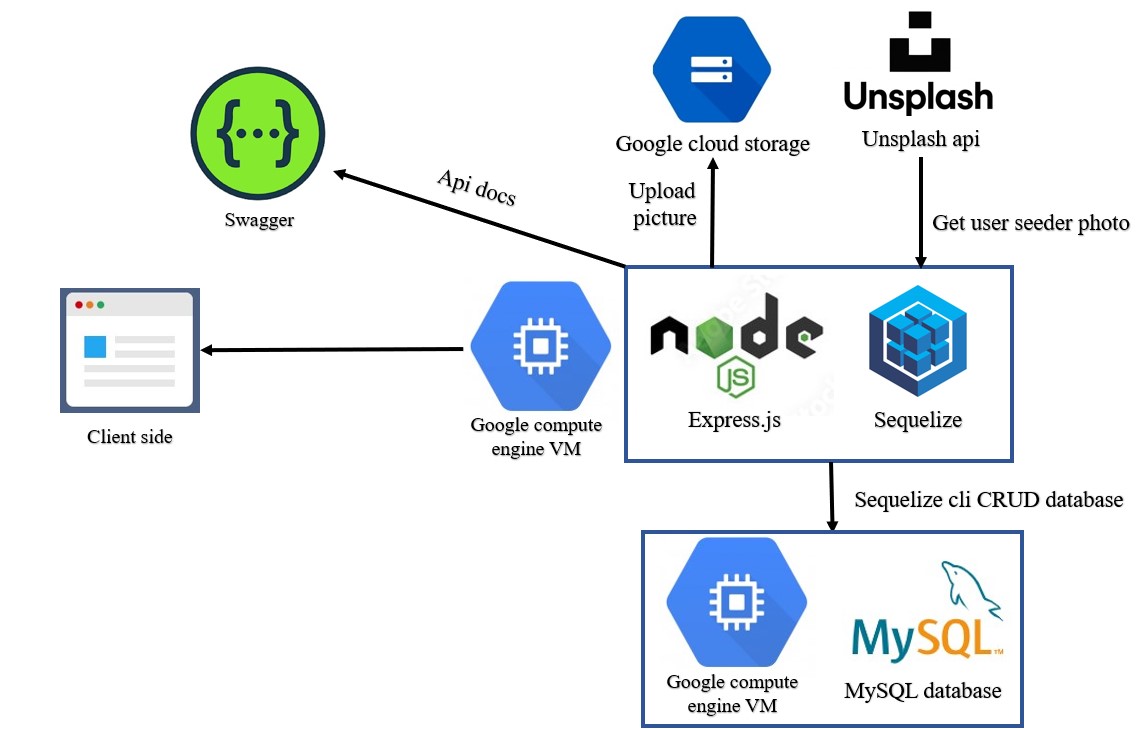 Unsplash
Google cloud storage
Unsplash api
Api docs
Upload
picture
Swagger
Get user seeder photo
node
JS
Express.js
Sequelize
Google compute
engine VM
Client side
Sequelize cli CRUD database
MySQL TM
Google compute
engine VM
MySQL database